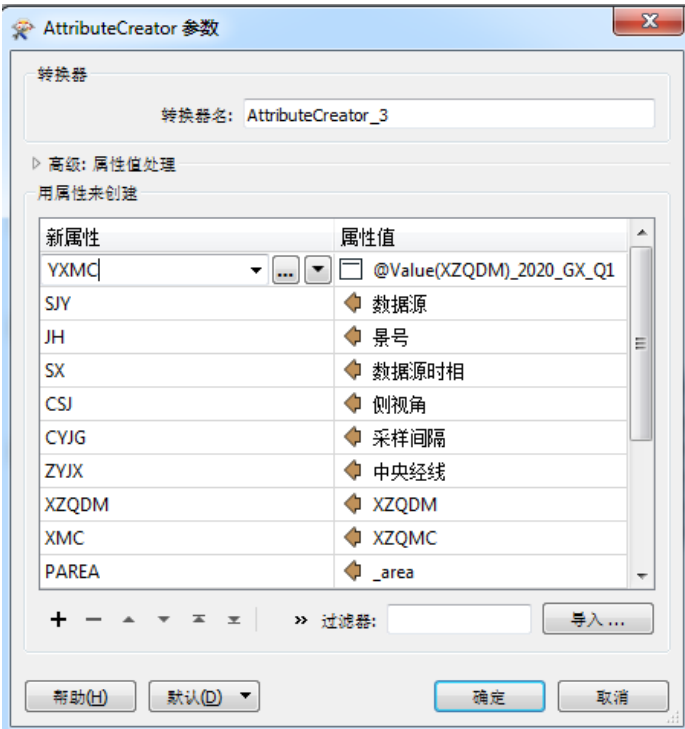 AttributeCreator 参数
转换器
转换器名: AttributeCreator_3
高级: 属性值处理
用属性来创建
新属性 属性值
YXMC ... @Value(XZQDM)_2020_GX_Q1
SJY 数据源
JH 景号
SX 数据源时相
CSJ 侧视角
CYJG 采样间隔
ZYJX 中央经线
XZQDM XZQDM
XMC XZQMC
PAREA _area
过滤器: 导入 ...
帮助(H) 默认(D) 确定 取消